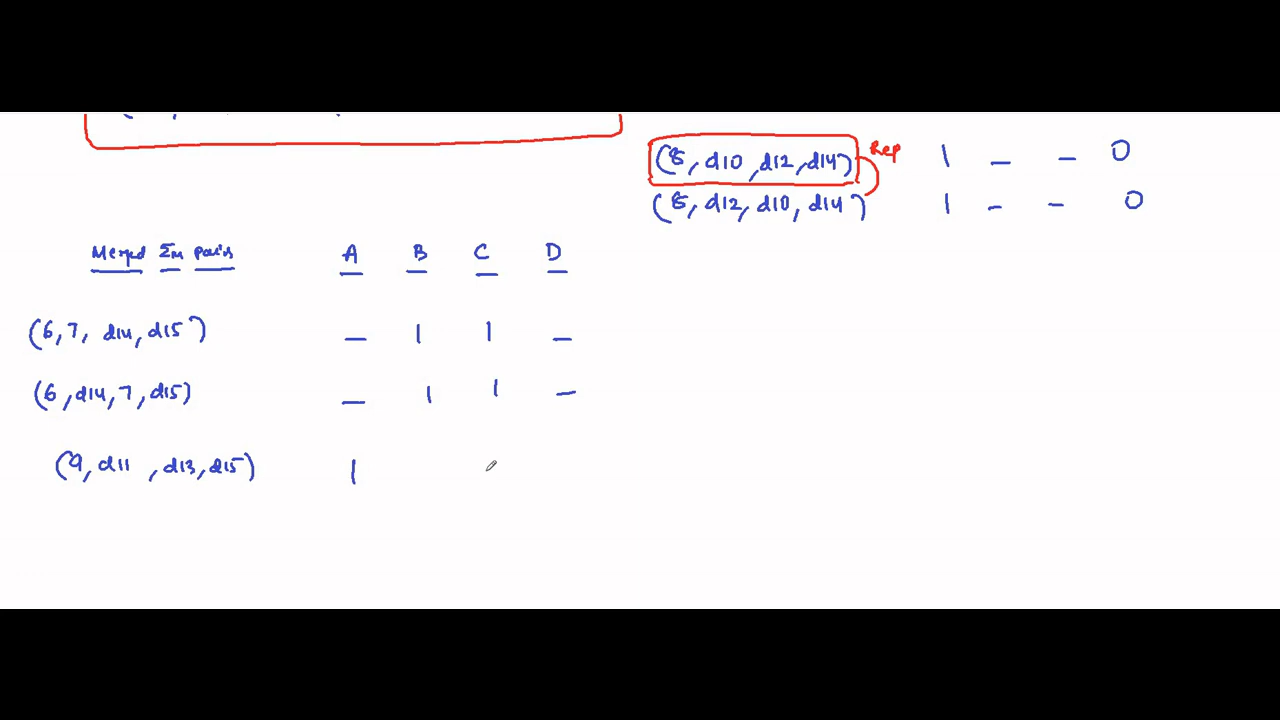 (8, d10, d12, d14) Rep 1 – – 0
(8, d12, d10, d14) 1 – – 0
Merged Σm pairs A B C D
(6, 7, d14, d15) – 1 1 –
(6, d14, 7, d15) – 1 1 –
(9, d11, d13, d15) 1